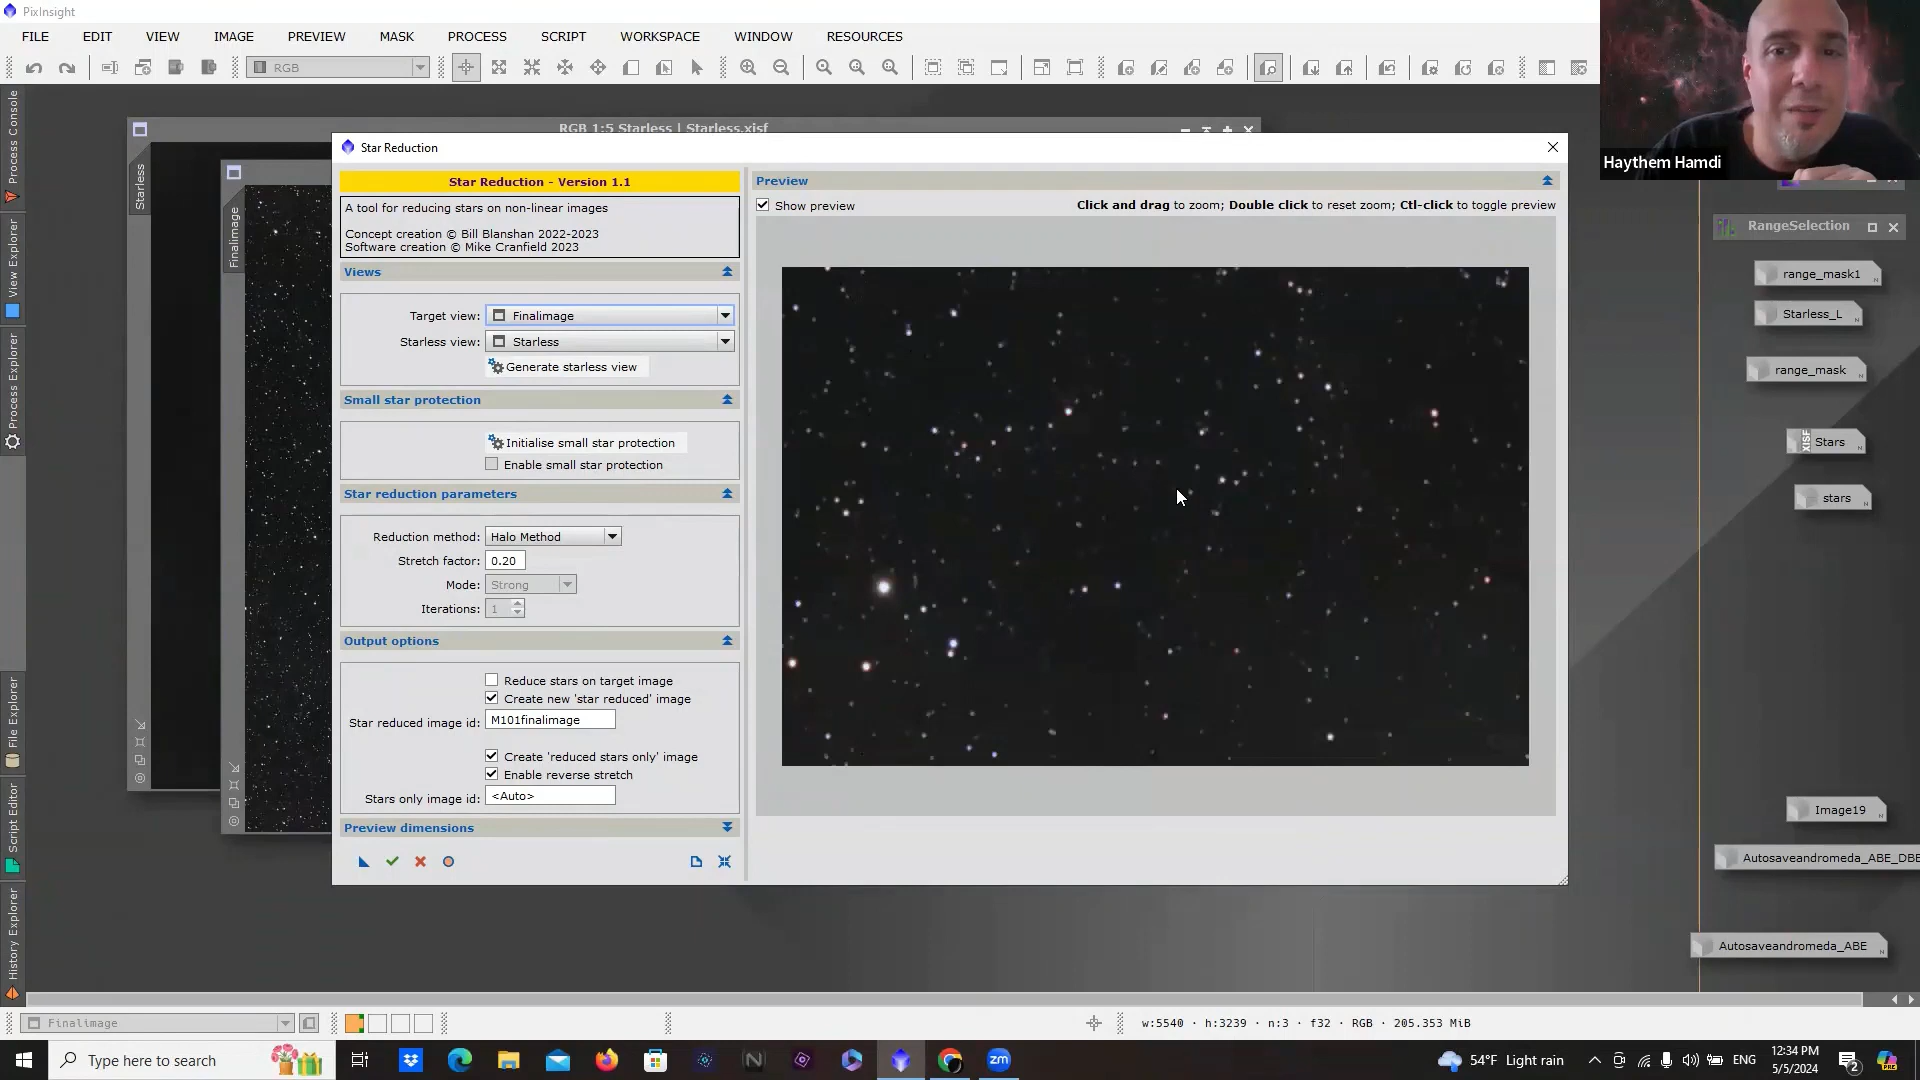 PixInsight
FILE EDIT VIEW IMAGE PREVIEW MASK PROCESS SCRIPT WORKSPACE WINDOW RESOURCES
RGB
Process Console
View Explorer
Process Explorer
File Explorer
Script Editor
History Explorer
RGB 1:5 Starless | Starless.xisf
Starless
Finalimage
Star Reduction
Star Reduction - Version 1.1
A tool for reducing stars on non-linear images
Concept creation © Bill Blanshan 2022-2023
Software creation © Mike Cranfield 2023
Views
Target view: Finalimage
Starless view: Starless
Generate starless view
Small star protection
Initialise small star protection
Enable small star protection
Star reduction parameters
Reduction method: Halo Method
Stretch factor: 0.20
Mode: Strong
Iterations: 1
Output options
Reduce stars on target image
Create new 'star reduced' image
Star reduced image id: M101finalimage
Create 'reduced stars only' image
Enable reverse stretch
Stars only image id: <Auto>
Preview dimensions
Preview
Show preview
Click and drag to zoom; Double click to reset zoom; Ctl-click to toggle preview
Haythem Hamdi
RangeSelection
range_mask1
Starless_L
range_mask
XISF
Stars
stars
Image19
Autosaveandromeda_ABE_DBE
Autosaveandromeda_ABE
Finalimage
w:5540 · h:3239 · n:3 · f32 · RGB · 205.353 MiB
Type here to search
zm
54°F Light rain
ENG
12:34 PM
5/5/2024
2
PRE